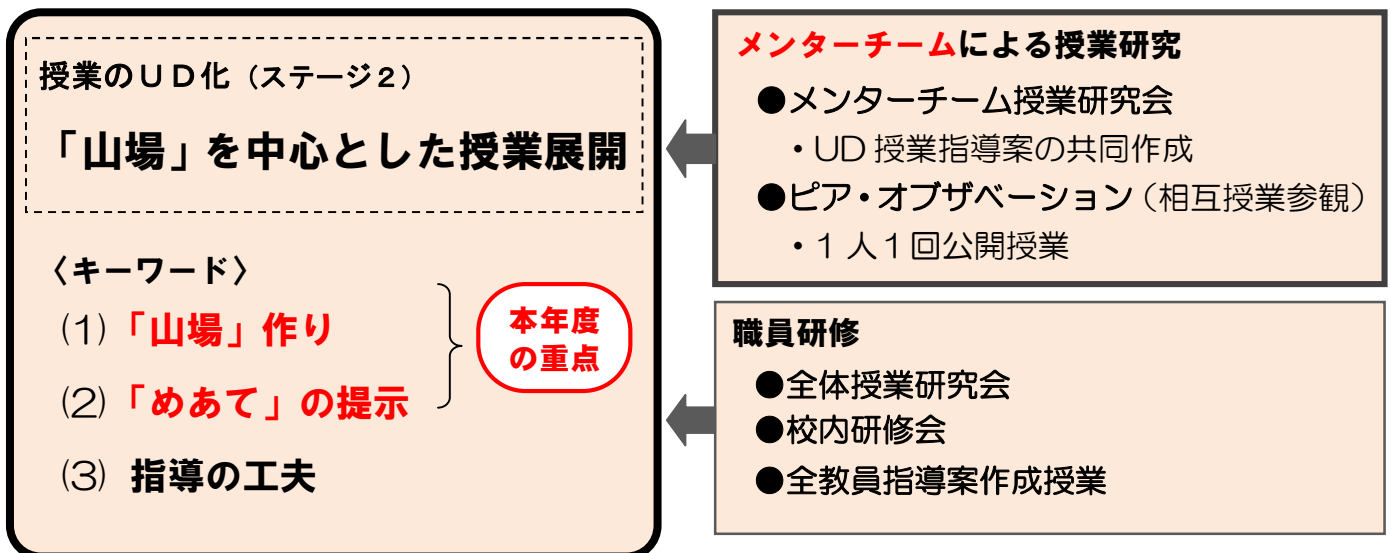 授業のUD化（ステージ2）
「山場」を中心とした授業展開
〈キーワード〉
(1)「山場」作り
(2)「めあて」の提示
(3) 指導の工夫
本年度
の重点
メンターチームによる授業研究
●メンターチーム授業研究会
・UD授業指導案の共同作成
●ピア・オブザベーション（相互授業参観）
・1人1回公開授業
職員研修
●全体授業研究会
●校内研修会
●全教員指導案作成授業